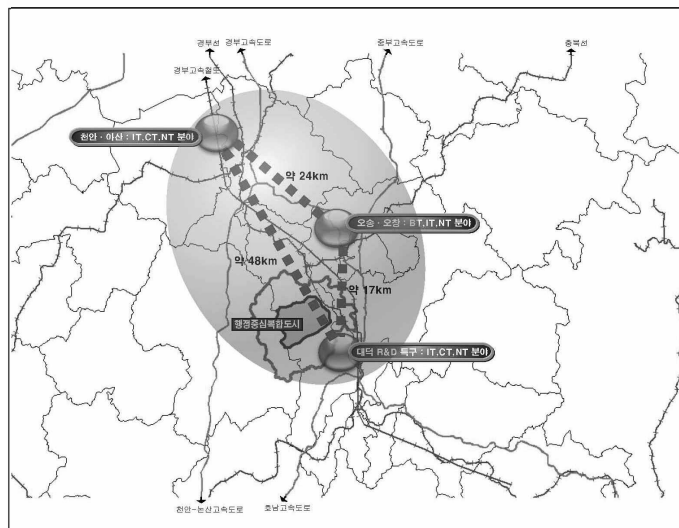 경부선
경부고속도로
중부고속도로
충북선
경부고속철도
천안·아산 : IT.CT.NT 분야
약 24km
오송·오창 : BT.IT.NT 분야
약 48km
약 17km
행정중심복합도시
대덕 R&D 특구 : IT.CT.NT 분야
천안-논산고속도로
호남고속도로